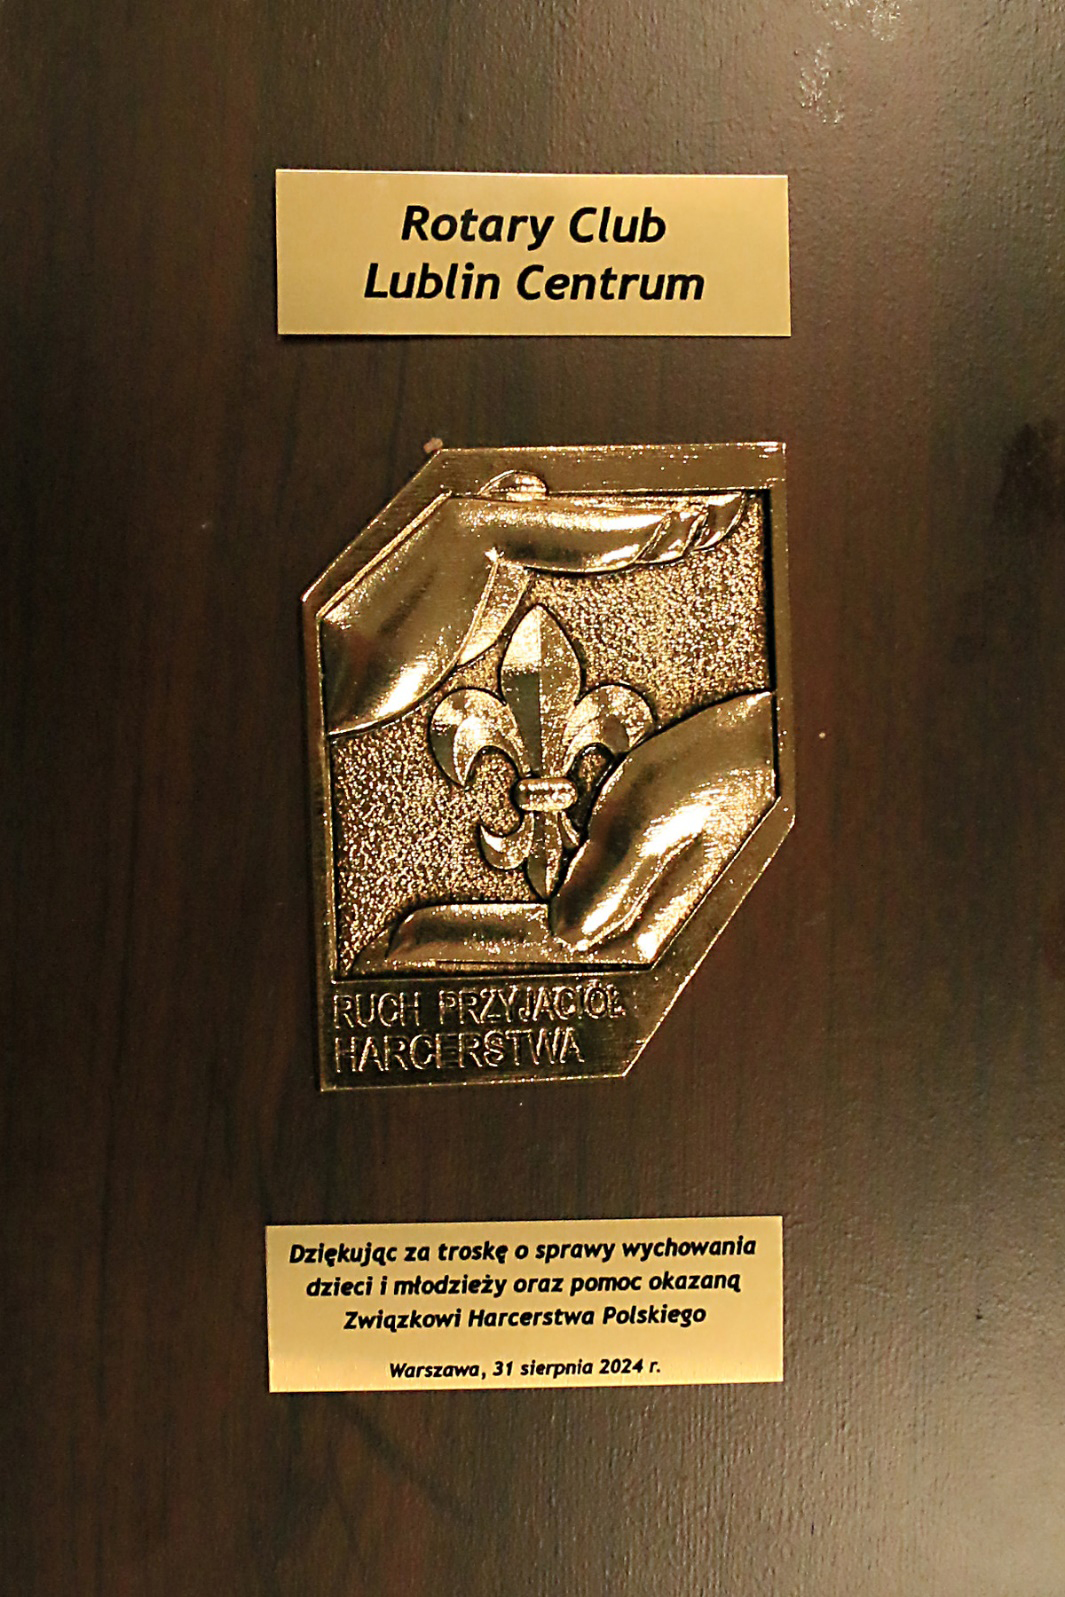 Rotary Club
Lublin Centrum
RUCH PRZYJACIÓŁ
HARCERSTWA
Dziękując za troskę o sprawy wychowania
dzieci i młodzieży oraz pomoc okazaną
Związkowi Harcerstwa Polskiego
Warszawa, 31 sierpnia 2024 r.